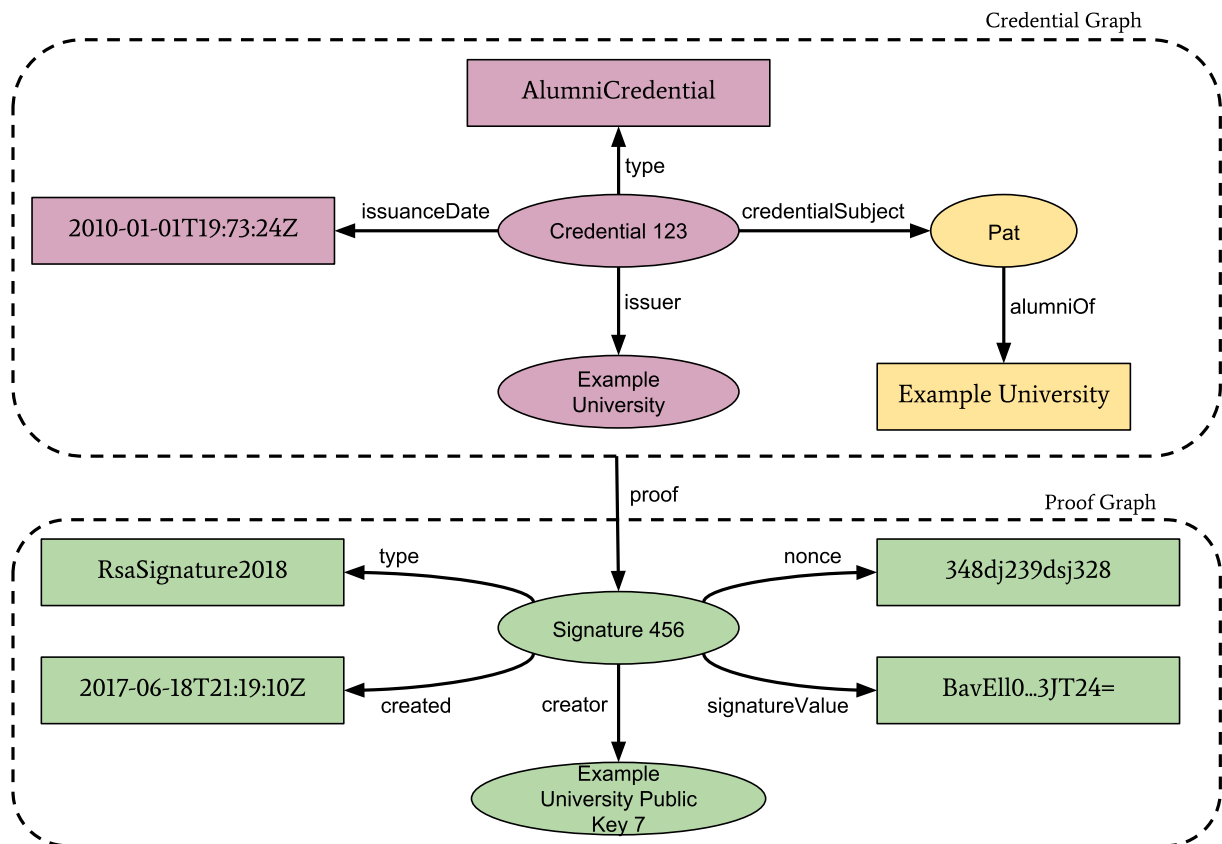 Credential Graph
AlumniCredential
type
2010-01-01T19:73:24Z
issuanceDate
Credential 123
credentialSubject
Pat
issuer
alumniOf
Example
University
Example University
proof
Proof Graph
RsaSignature2018
type
nonce
348dj239dsj328
Signature 456
2017-06-18T21:19:10Z
created
creator
signatureValue
BavEll0...3JT24=
Example
University Public
Key 7